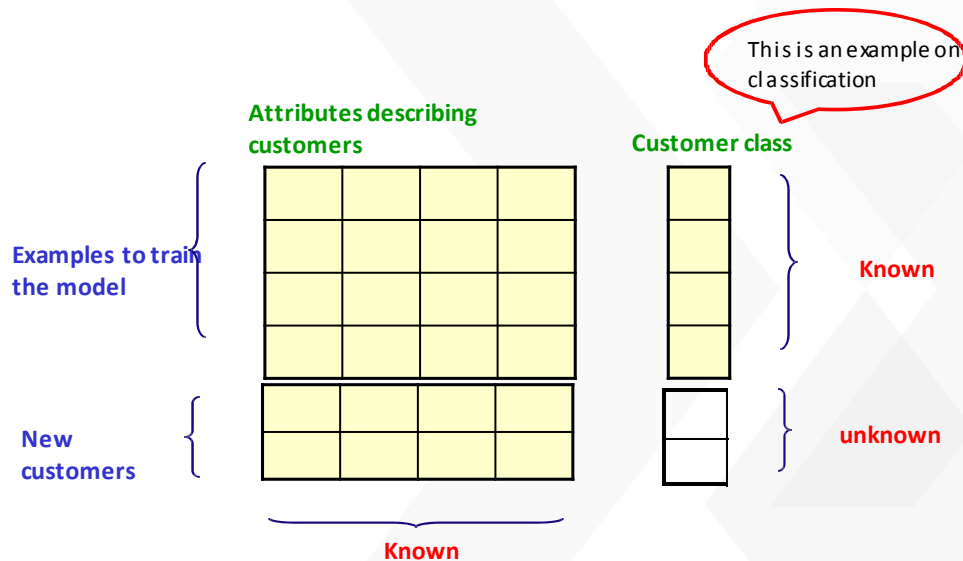 This is an example on
classification
Attributes describing
customers
Customer class
Examples to train
the model
Known
New
customers
unknown
Known